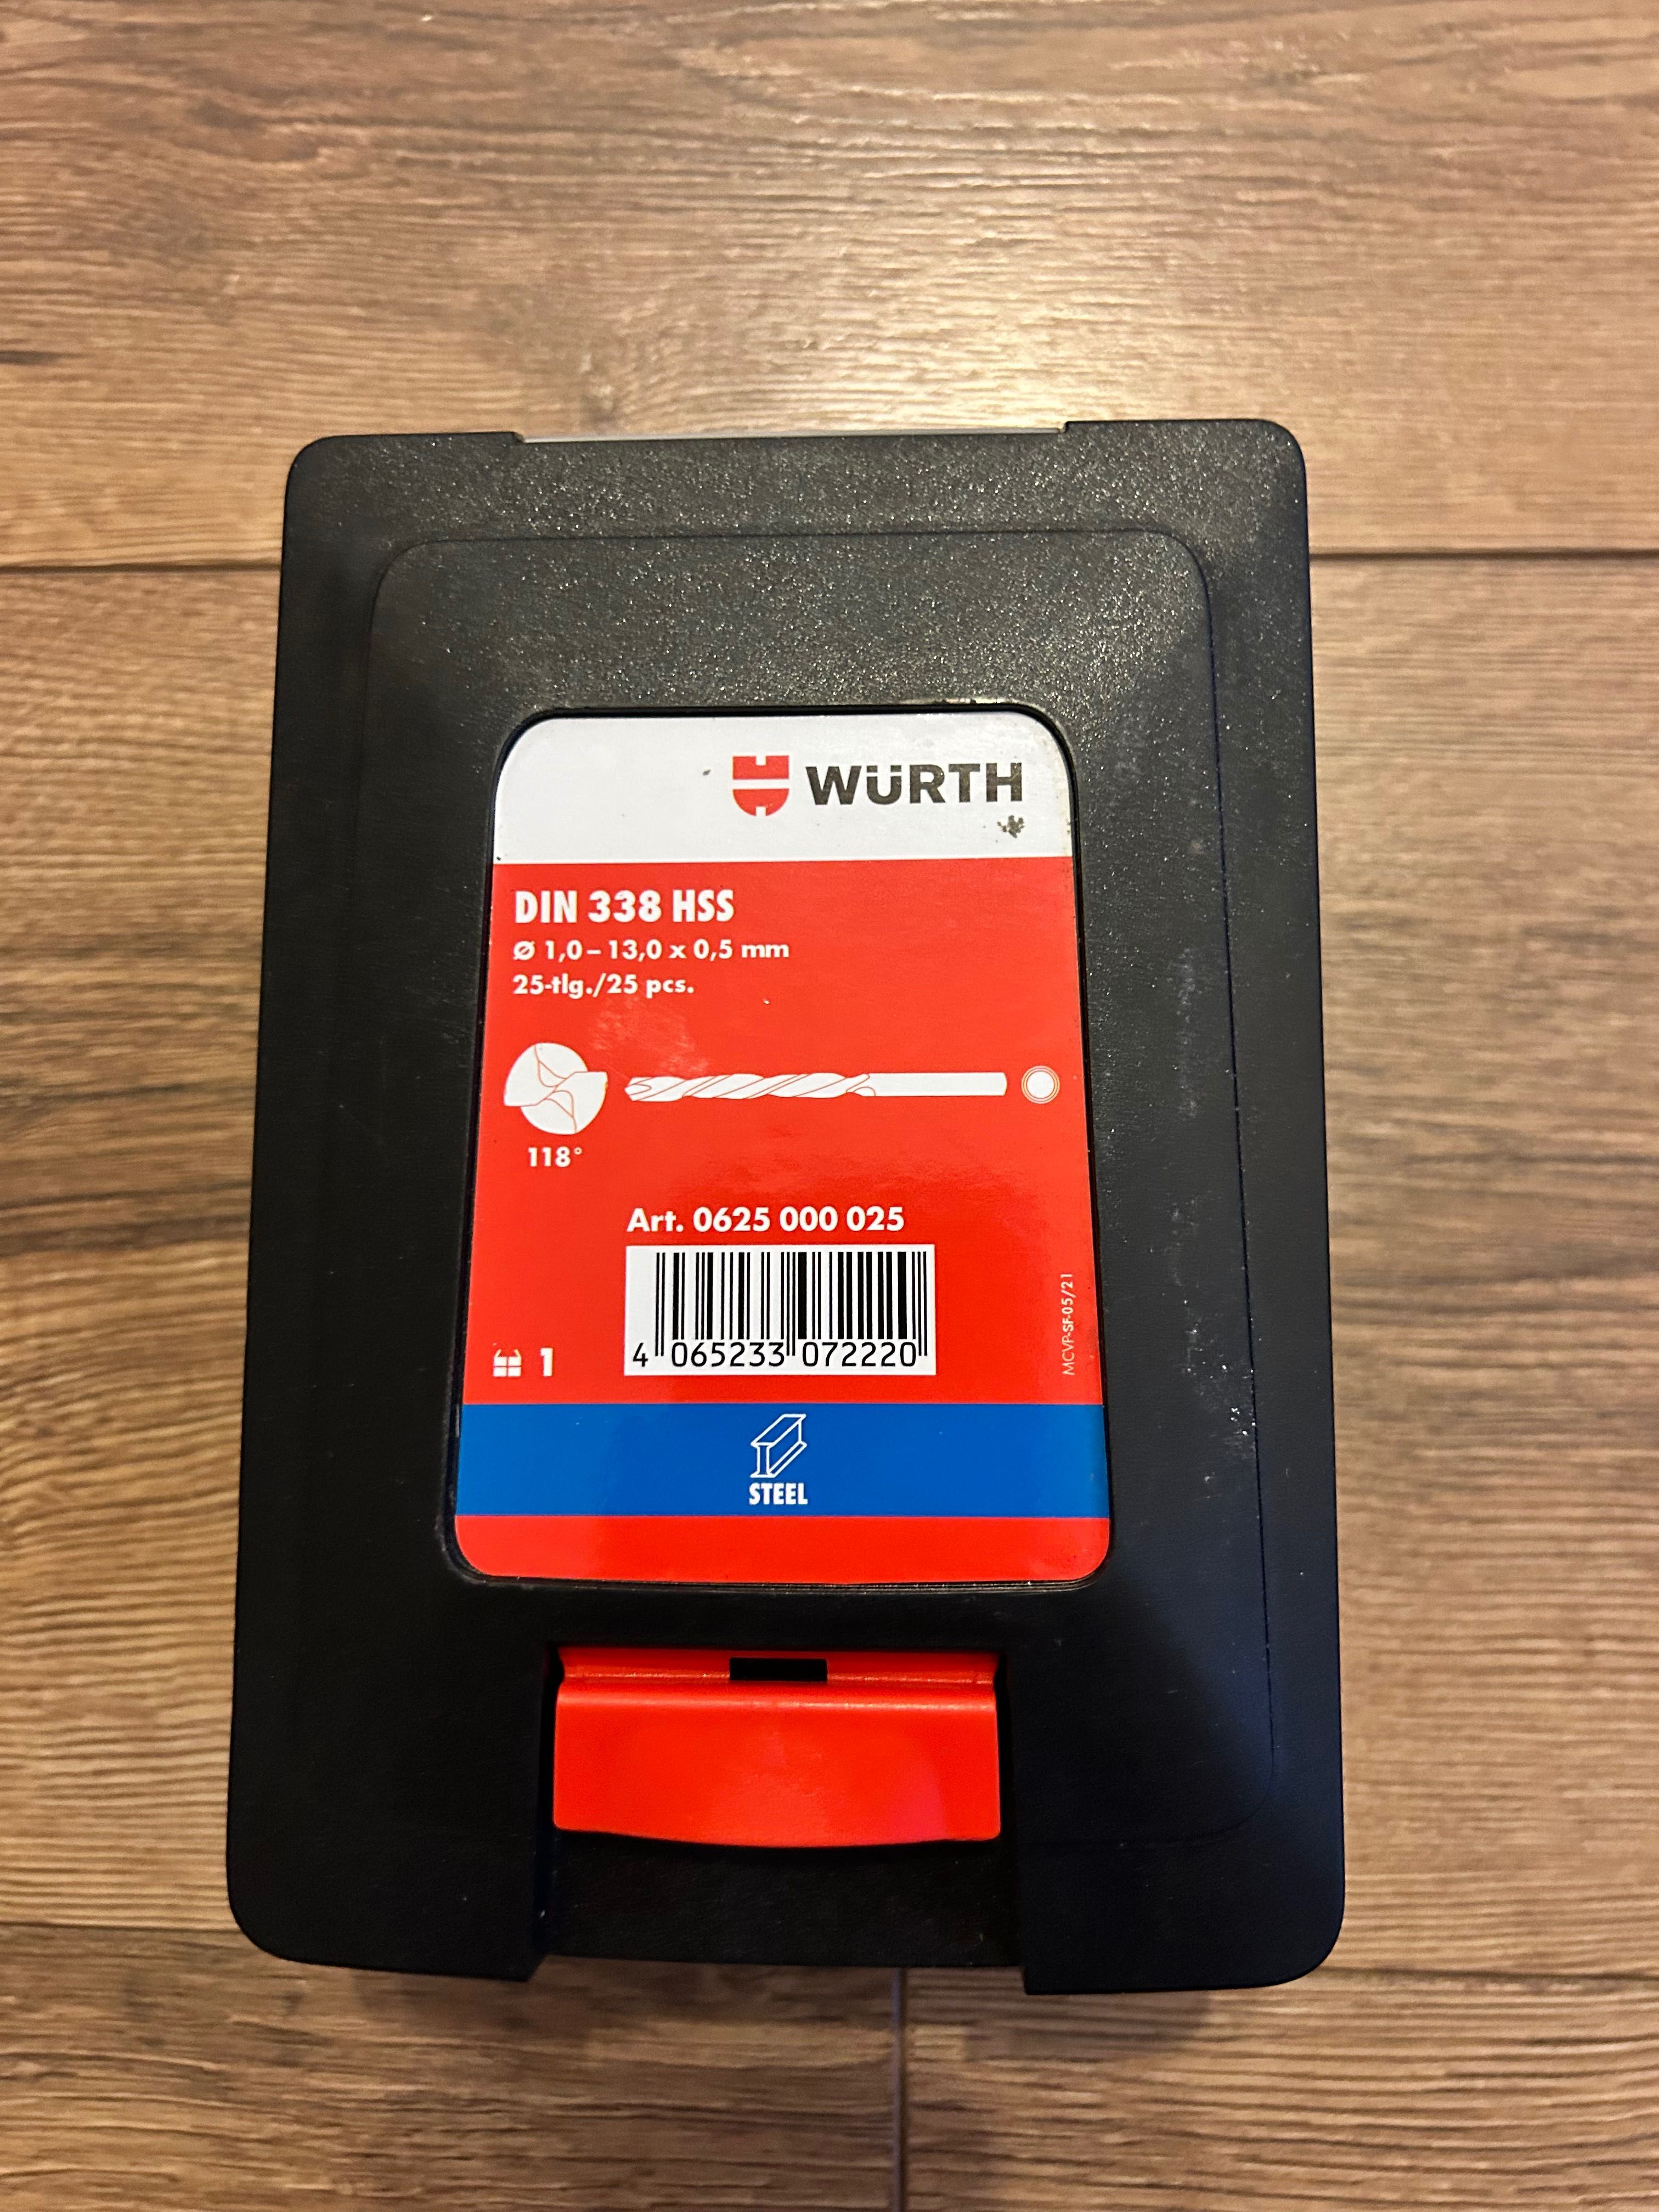 WÜRTH
DIN 338 HSS
Ø 1,0 – 13,0 x 0,5 mm
25-tlg./25 pcs.
118°
Art. 0625 000 025
4 065233 072220
1
MCVP-SF-05/21
STEEL